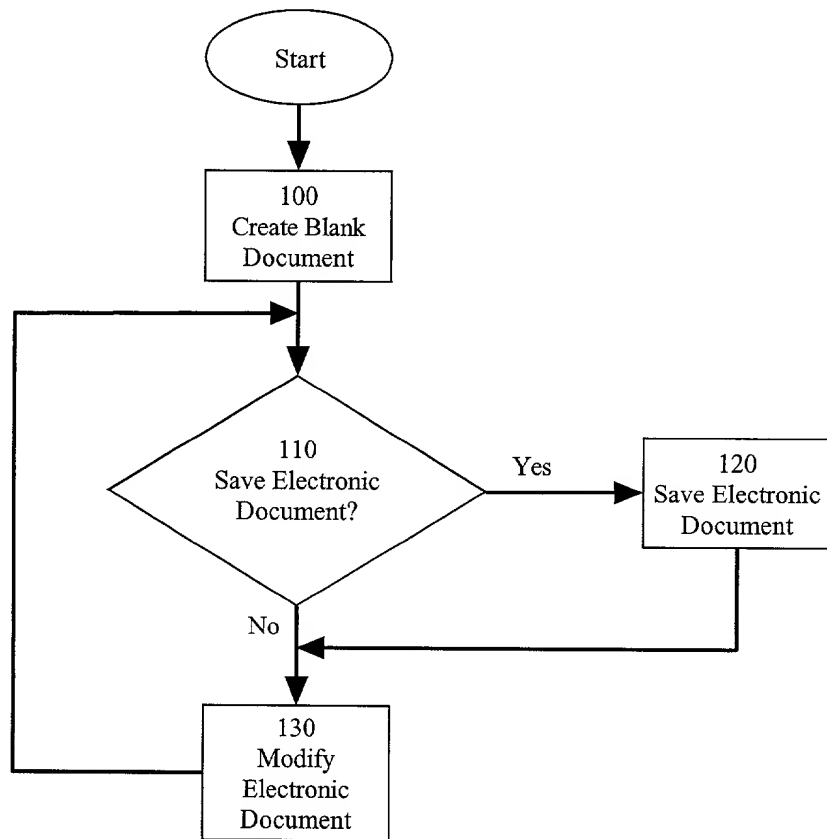 Start
100
Create Blank
Document
110
Save Electronic
Document?
Yes
120
Save Electronic
Document
No
130
Modify
Electronic
Document